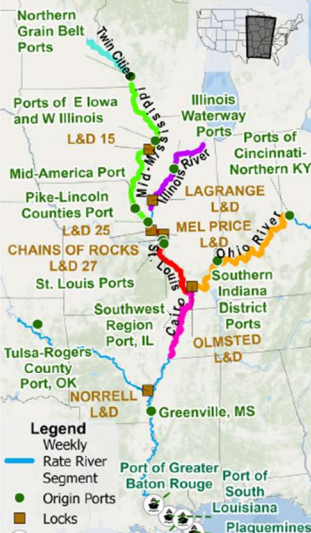 Northern
Grain Belt
Ports
Twin Cities
Ports of E Iowa
and W Illinois
L&D 15
Mid-Myssissippi
Illinois
Waterway
Ports
Illinois River
Ports of
Cincinnati-
Northern KY
Mid-America Port
LAGRANGE
L&D
Pike-Lincoln
Counties Port
L&D 25
MEL PRICE
L&D
CHAINS OF ROCKS
L&D 27
Ohio River
St. Louis
St. Louis Ports
Southern
Indiana
District
Ports
Southwest
Region
Port, IL
Cairo
OLMSTED
L&D
Tulsa-Rogers
County
Port, OK
NORRELL
L&D
Greenville, MS
Legend
Weekly
Rate River
Segment
Origin Ports
Locks
Port of Greater
Baton Rouge
Port of
South
Louisiana
Plaquemines